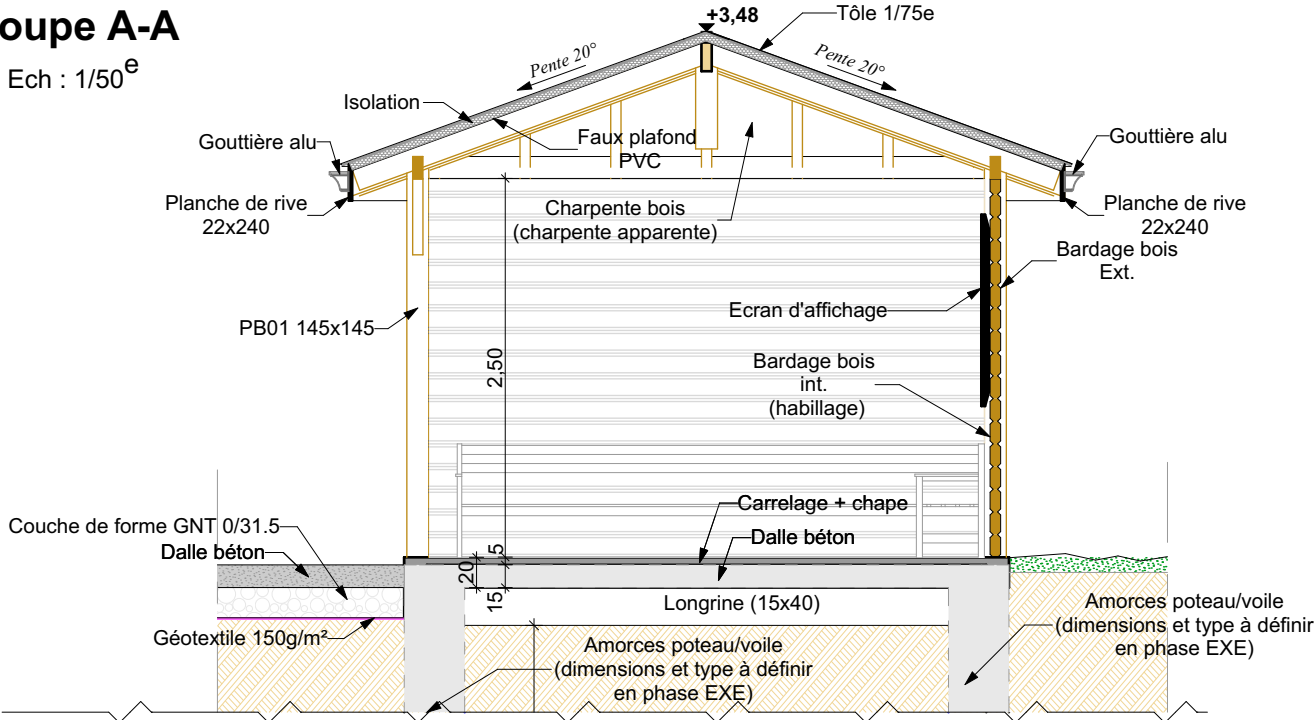 oupe A-A
Ech : 1/50e
+3,48
Tôle 1/75e
Pente 20°
Pente 20°
Isolation
Gouttière alu
Faux plafond
PVC
Gouttière alu
Planche de rive
22x240
Charpente bois
(charpente apparente)
Planche de rive
22x240
Bardage bois
Ext.
PB01 145x145
Ecran d'affichage
2,50
Bardage bois
int.
(habillage)
Carrelage + chape
Couche de forme GNT 0/31.5
Dalle béton
Dalle béton
5
20
15
Longrine (15x40)
Géotextile 150g/m²
Amorces poteau/voile
(dimensions et type à définir
en phase EXE)
Amorces poteau/voile
(dimensions et type à définir
en phase EXE)